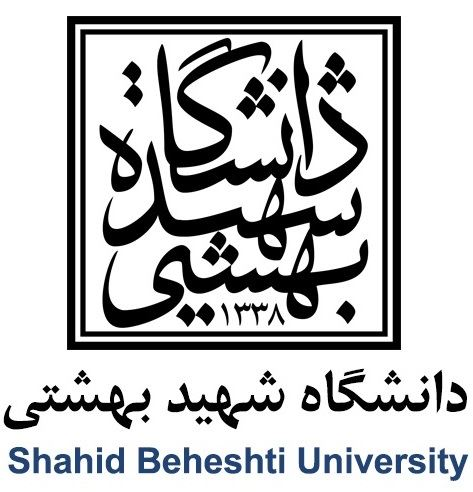 دانشگاه
شهید
بهشتی
۱۳۳۸
دانشگاه شهید بهشتی
Shahid Beheshti University